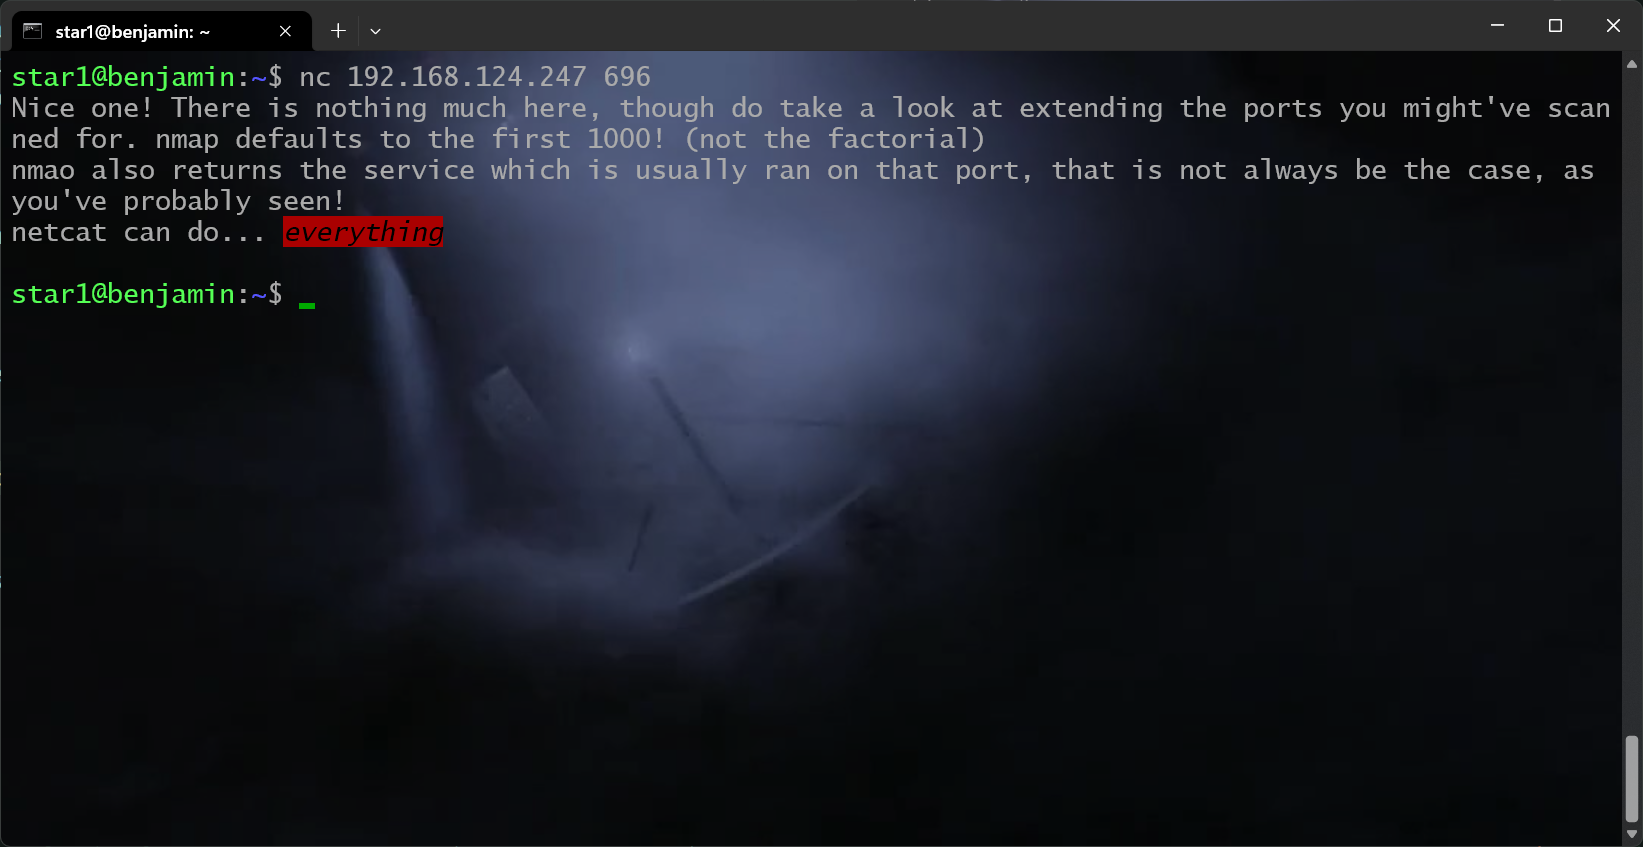 star1@benjamin: ~
star1@benjamin:~$ nc 192.168.124.247 696
Nice one! There is nothing much here, though do take a look at extending the ports you might've scan
ned for. nmap defaults to the first 1000! (not the factorial)
nmao also returns the service which is usually ran on that port, that is not always be the case, as
you've probably seen!
netcat can do... everything
star1@benjamin:~$